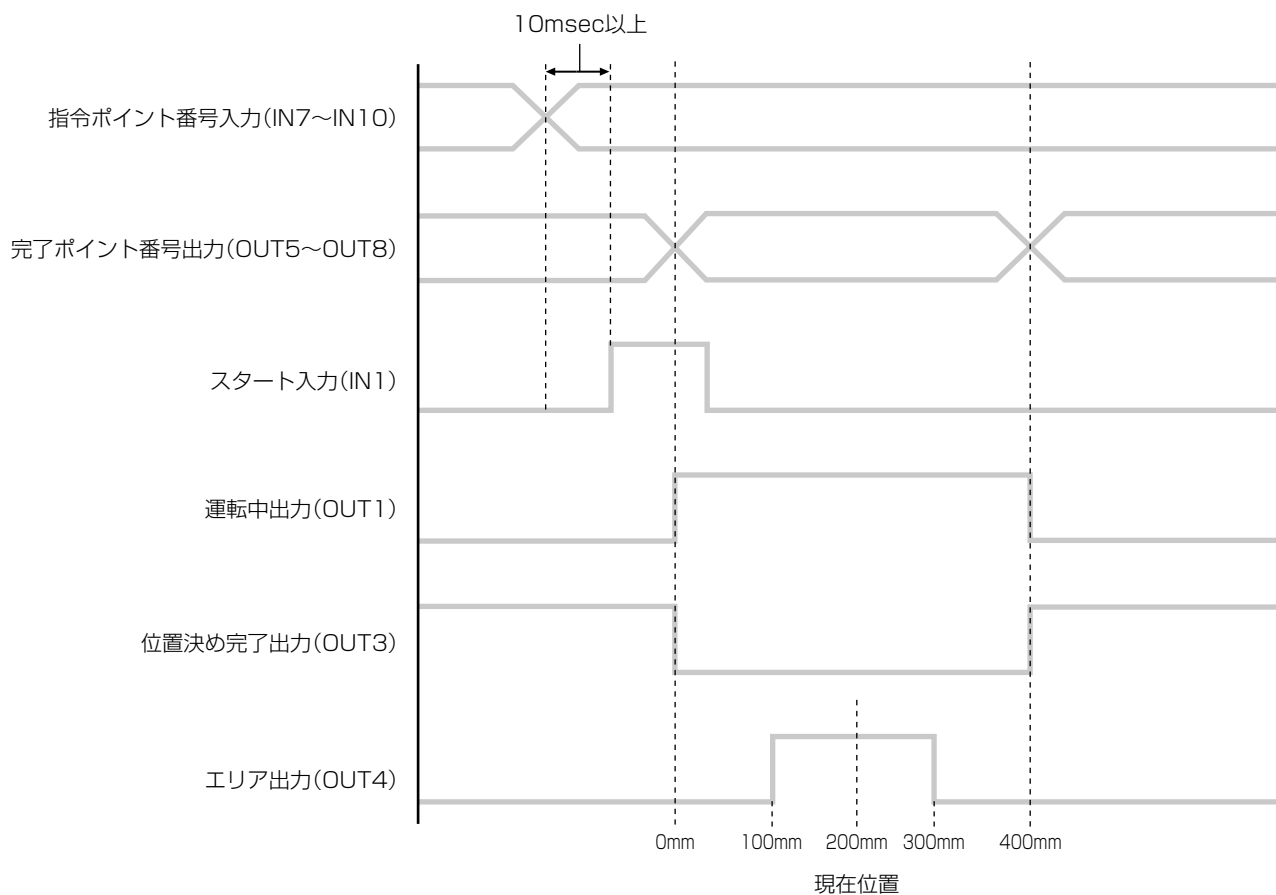 10msec以上
指令ポイント番号入力(IN7～IN10)
完了ポイント番号出力(OUT5～OUT8)
スタート入力(IN1)
運転中出力(OUT1)
位置決め完了出力(OUT3)
エリア出力(OUT4)
0mm 100mm 200mm 300mm 400mm
現在位置